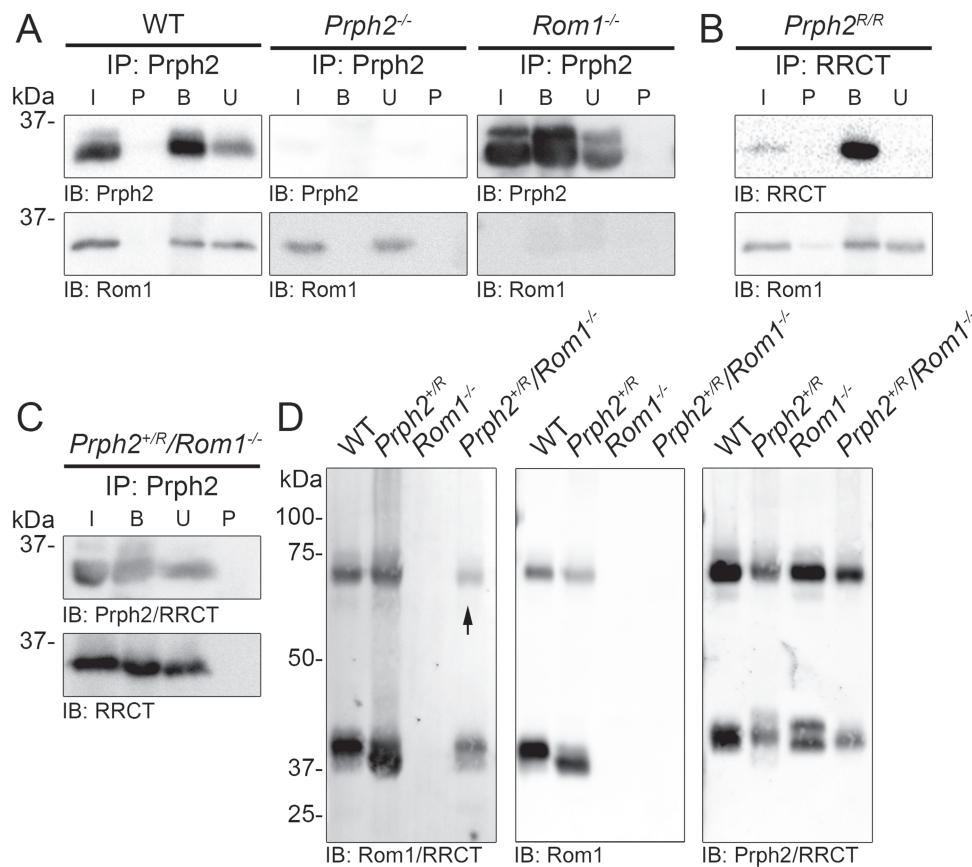 A WT Prph2-/- Rom1-/- B Prph2R/R
IP: Prph2 IP: Prph2 IP: Prph2 IP: RRCT
kDa I P B U I B U P I B U P I P B U
37-
IB: Prph2 IB: Prph2 IB: Prph2 IB: RRCT
37-
IB: Rom1 IB: Rom1 IB: Rom1 IB: Rom1
C Prph2+/R/Rom1-/-
IP: Prph2
kDa I B U P
37-
IB: Prph2/RRCT
37-
IB: RRCT
D WT Prph2+/R Rom1-/- Prph2+/R/Rom1-/- WT Prph2+/R Rom1-/- Prph2+/R/Rom1-/- WT Prph2+/R Rom1-/- Prph2+/R/Rom1-/-
kDa
100-
75-
50-
37-
25-
IB: Rom1/RRCT IB: Rom1 IB: Prph2/RRCT